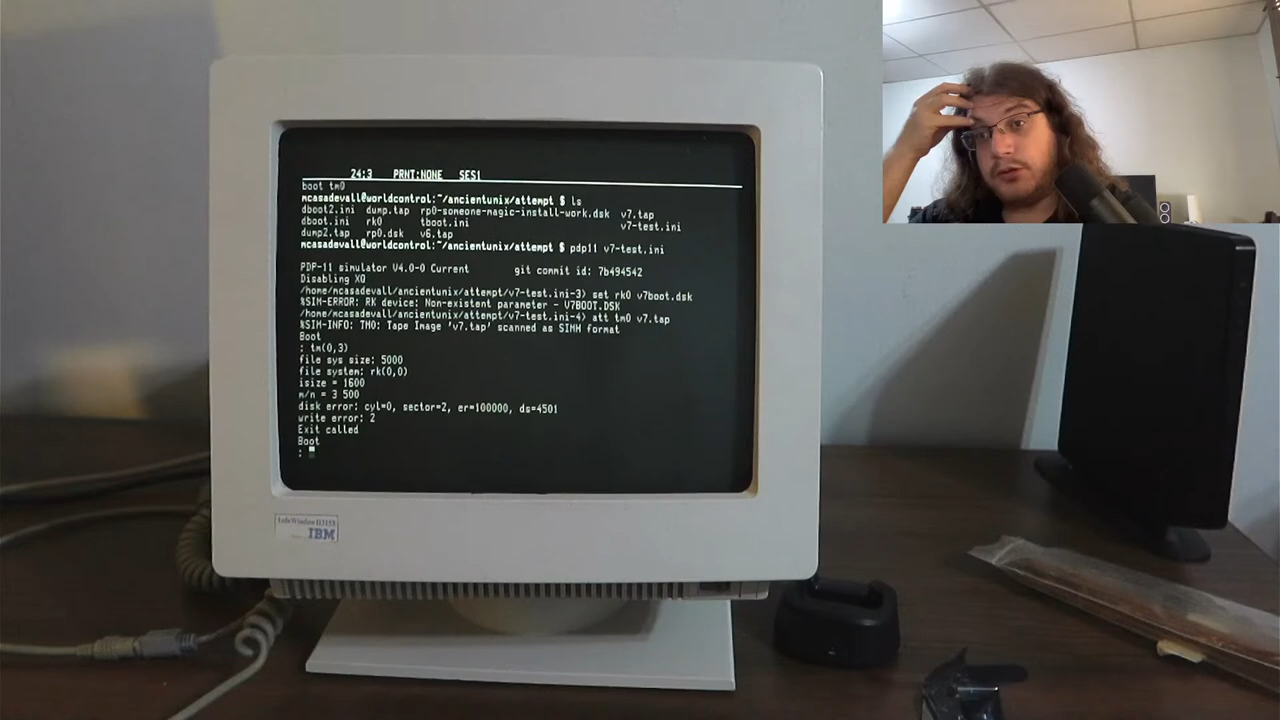 24:3 PRNT:NONE SES1
boot tm0
mcasadevall@worldcontrol:~/ancientunix/attempt $ ls
dboot2.ini dump.tap rp0-someone-magic-install-work.dsk v7.tap
dboot.ini rk0 tboot.ini v7-test.ini
dump2.tap rp0.dsk v6.tap
mcasadevall@worldcontrol:~/ancientunix/attempt $ pdp11 v7-test.ini
PDP-11 simulator V4.0-0 Current git commit id: 7b494542
Disabling XQ
/home/mcasadevall/ancientunix/attempt/v7-test.ini-3> set rk0 v7boot.dsk
%SIM-ERROR: RK device: Non-existent parameter - V7BOOT.DSK
/home/mcasadevall/ancientunix/attempt/v7-test.ini-4> att tm0 v7.tap
%SIM-INFO: TM0: Tape Image 'v7.tap' scanned as SIMH format
Boot
: tm(0,3)
file sys size: 5000
file system: rk(0,0)
isize = 1600
m/n = 3 500
disk error: cyl=0, sector=2, er=100000, ds=4501
write error: 2
Exit called
Boot
:
InfoWindow II 3153
IBM